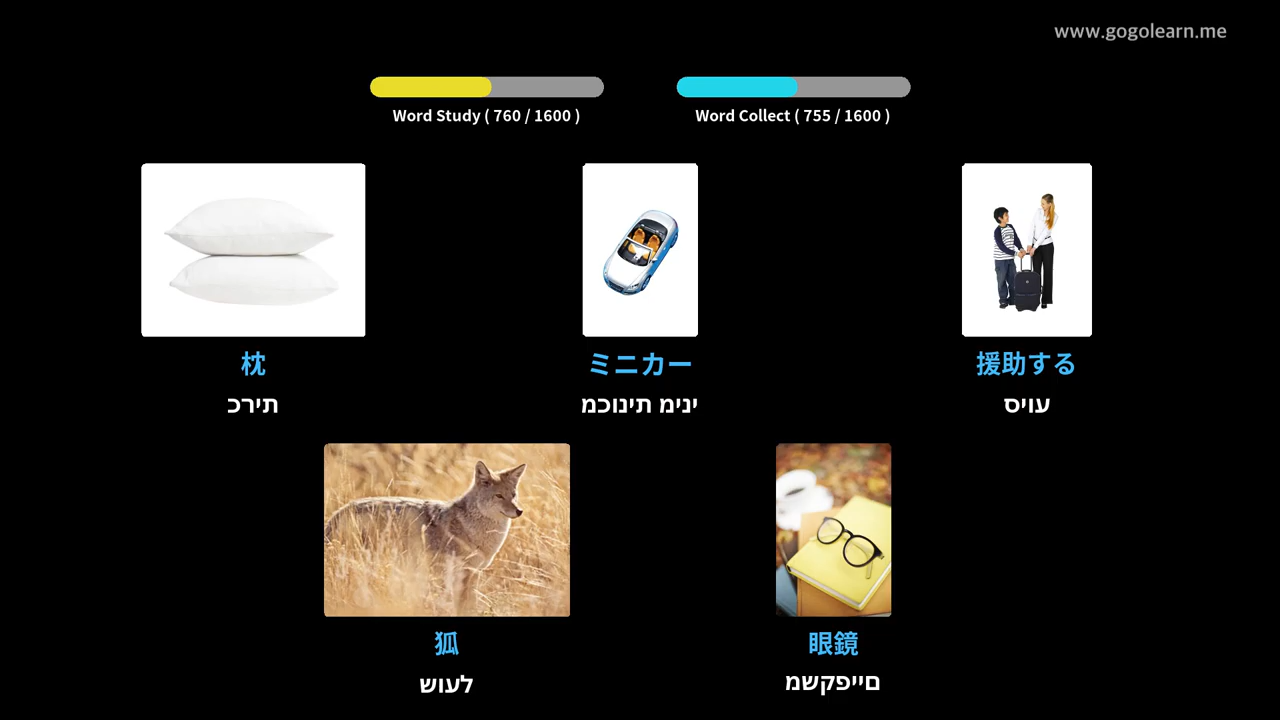 www.gogolearn.me
Word Study ( 760 / 1600 )
Word Collect ( 755 / 1600 )
枕
תירכ
ミニカー
ינימ תינוכמ
援助する
עויס
狐
לעוש
眼鏡
םייפקשמ